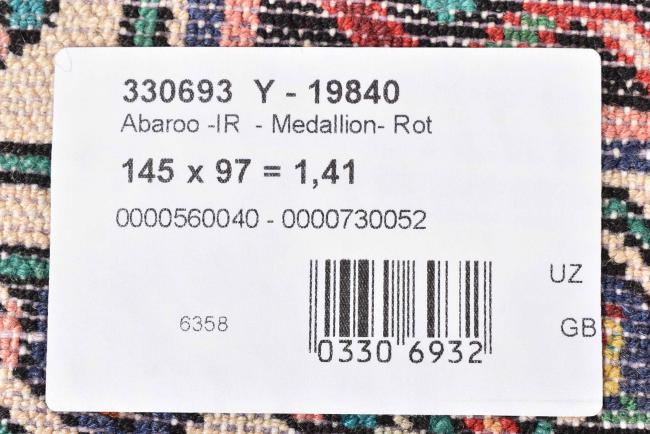 330693 Y - 19840
Abaroo -IR - Medallion- Rot
145 x 97 = 1,41
0000560040 - 0000730052
UZ
6358
GB
0330 6932